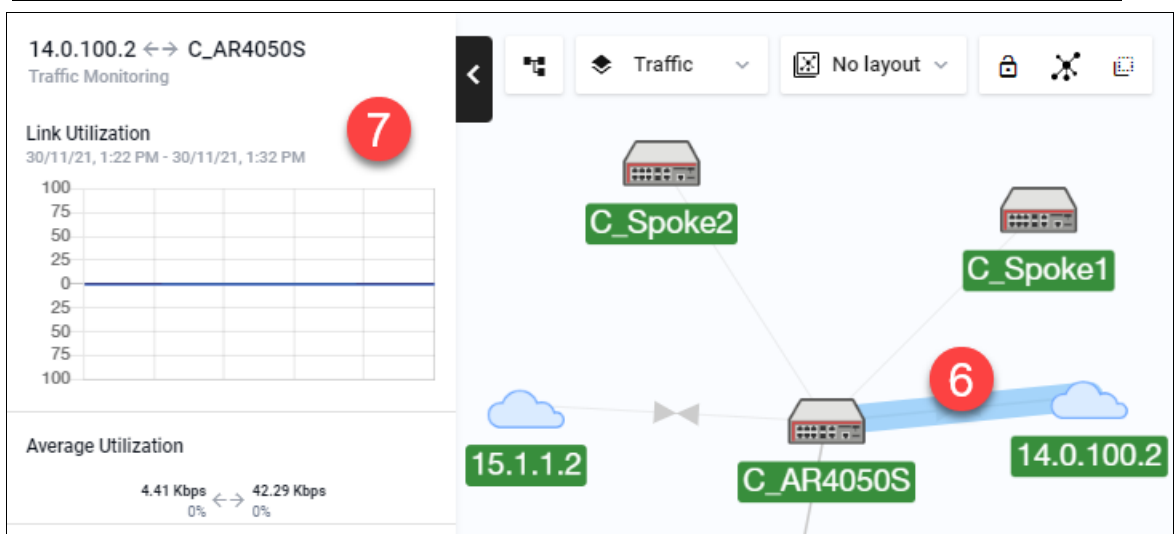 14.0.100.2 ←→ C_AR4050S
Traffic Monitoring
Link Utilization
30/11/21, 1:22 PM - 30/11/21, 1:32 PM
7
100
75
50
25
0
25
50
75
100
Average Utilization
4.41 Kbps ←→ 42.29 Kbps
0% 0%
Traffic
No layout
C_Spoke2
C_Spoke1
6
15.1.1.2
C_AR4050S
14.0.100.2